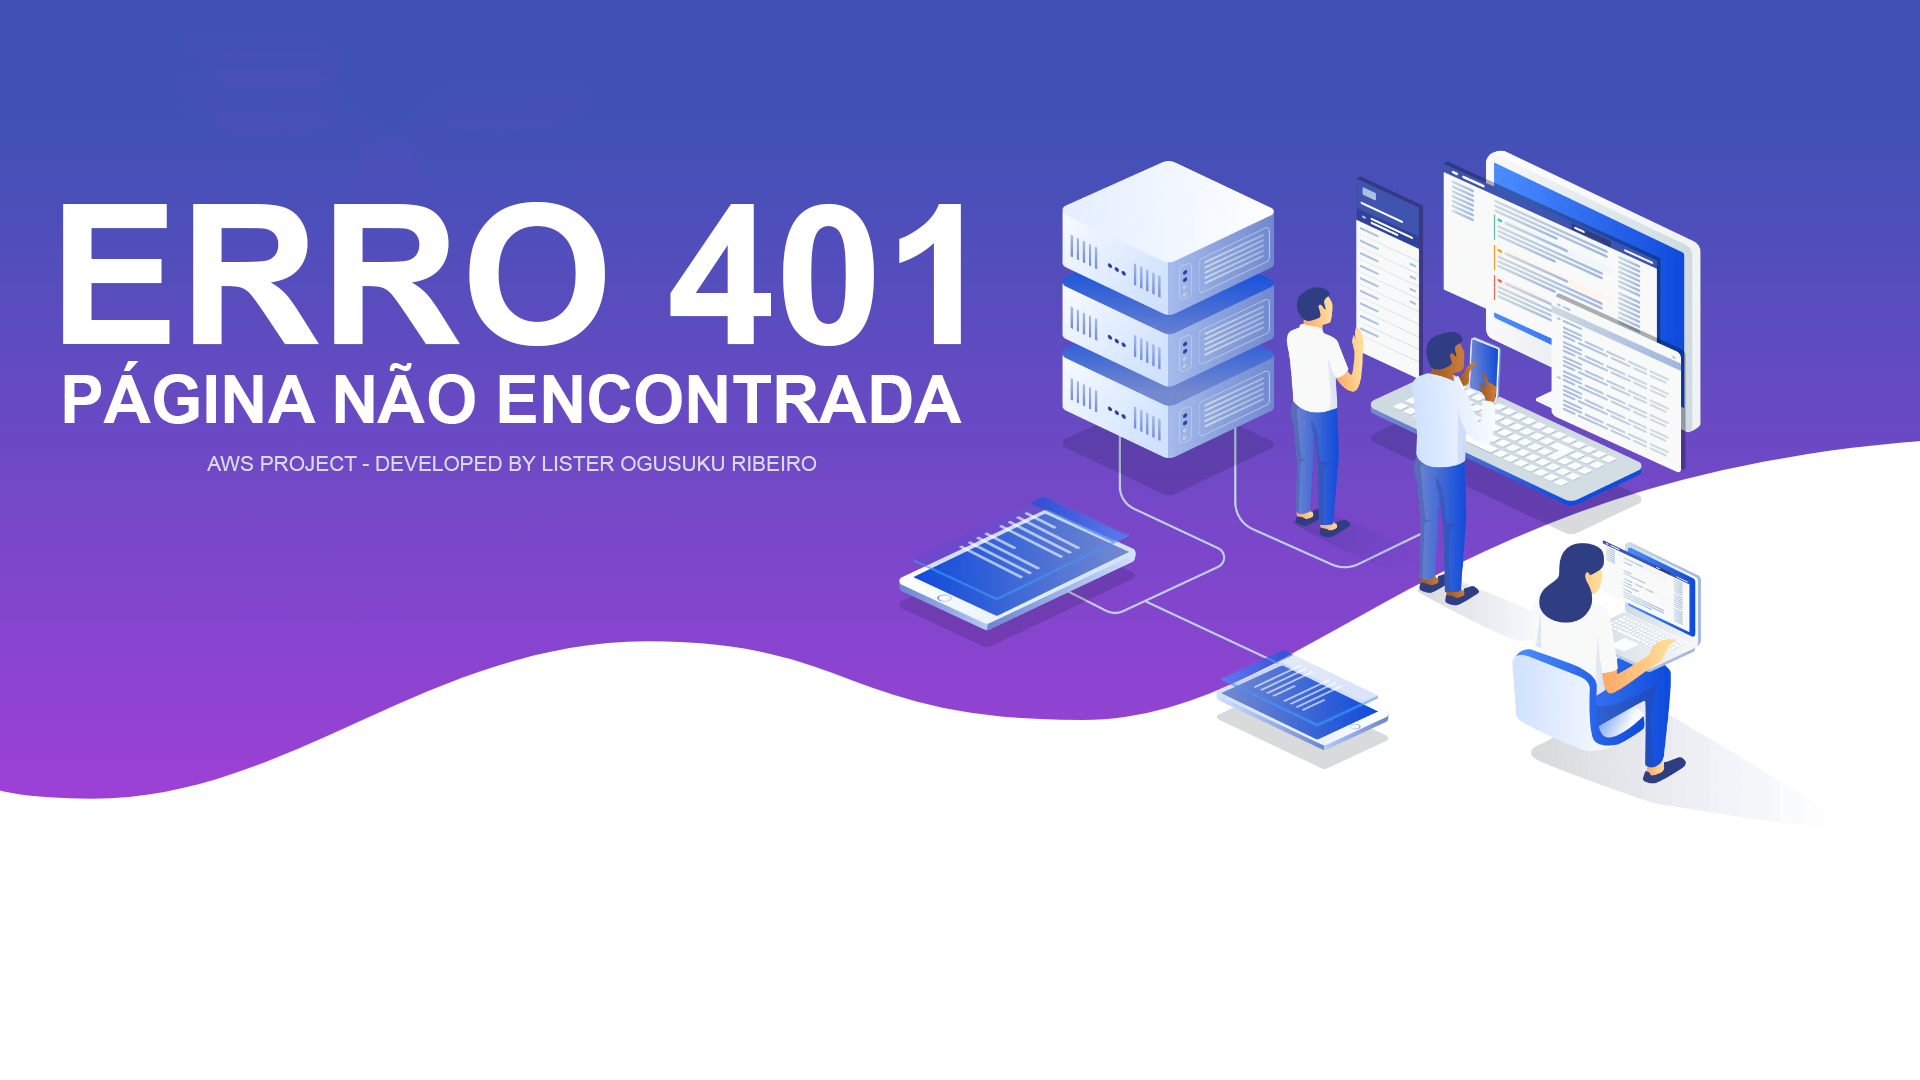 ERRO 401
PÁGINA NÃO ENCONTRADA
AWS PROJECT - DEVELOPED BY LISTER OGUSUKU RIBEIRO